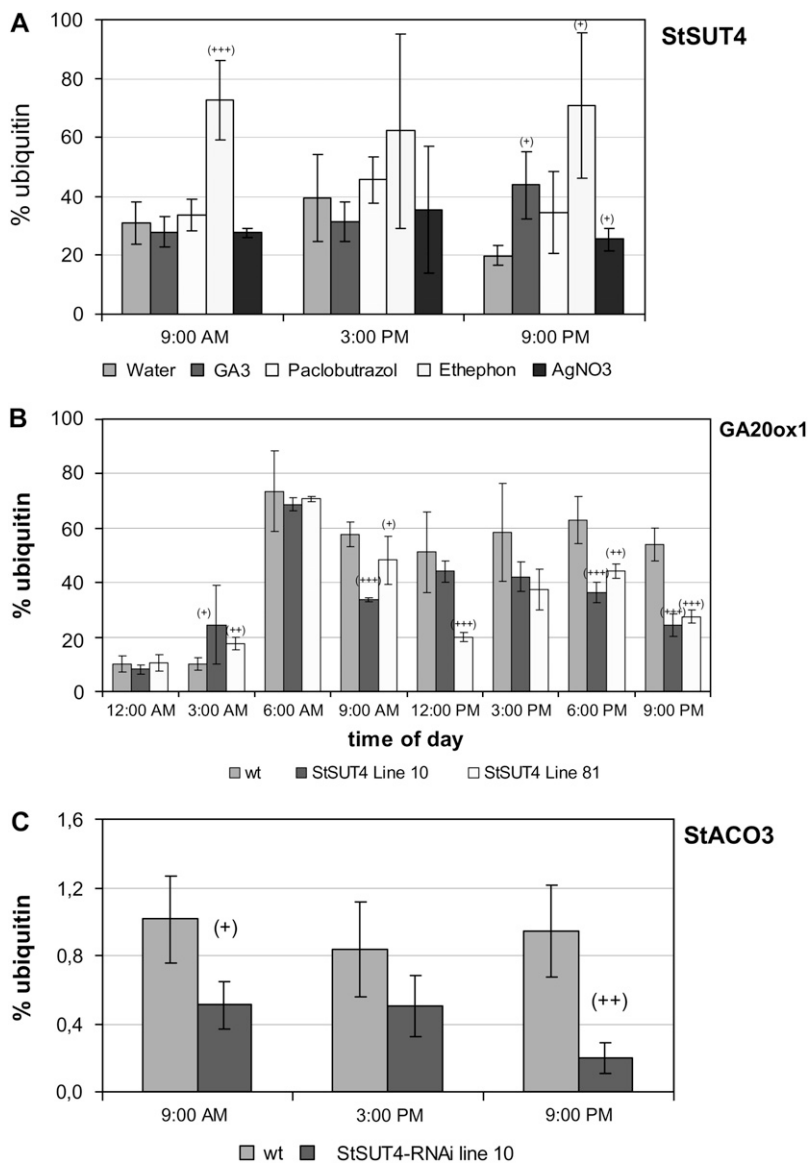 A
StSUT4
% ubiquitin
100
80
60
40
20
0
(+++)
(+)
(+)
(+)
9:00 AM 3:00 PM 9:00 PM
Water GA3 Paclobutrazol Ethephon AgNO3
B
GA20ox1
% ubiquitin
100
80
60
40
20
0
(+)
(++)
(+++)
(+)
(+++)
(+++)
(++)
(+++)
(+++)
12:00 AM 3:00 AM 6:00 AM 9:00 AM 12:00 PM 3:00 PM 6:00 PM 9:00 PM
time of day
wt StSUT4 Line 10 StSUT4 Line 81
C
StACO3
% ubiquitin
1,6
1,2
0,8
0,4
0,0
(+)
(++)
9:00 AM 3:00 PM 9:00 PM
wt StSUT4-RNAi line 10